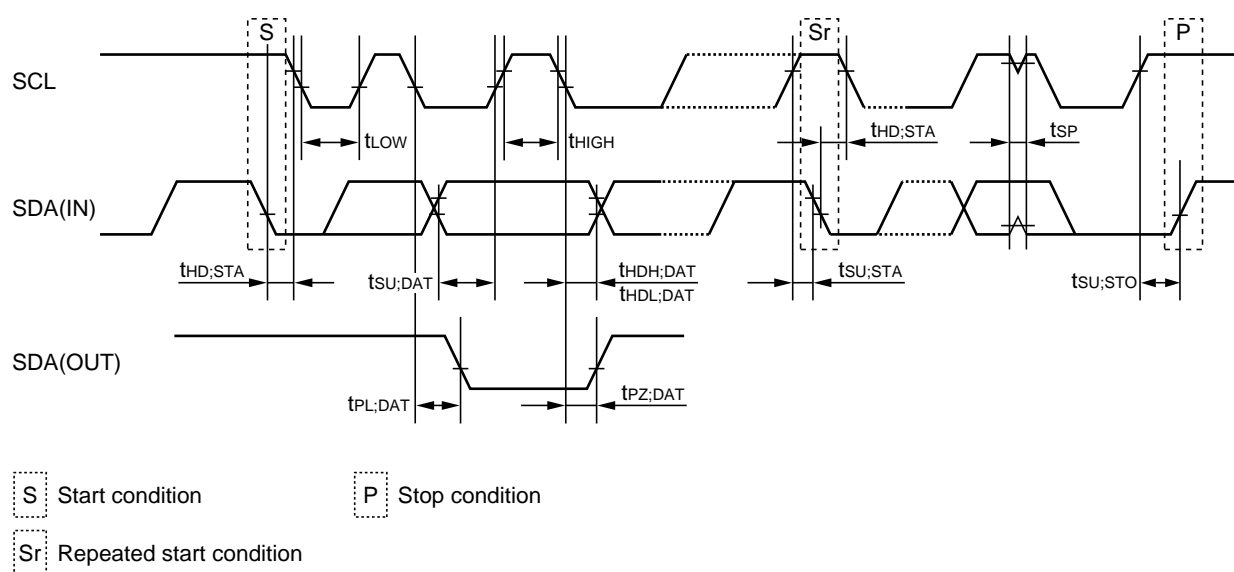 S Sr P
SCL
tLOW tHIGH tHD;STA tSP
SDA(IN)
tHD;STA tSU;DAT tHDH;DAT tSU;STA tSU;STO
tHDL;DAT
SDA(OUT)
tPL;DAT tPZ;DAT
S Start condition P Stop condition
Sr Repeated start condition